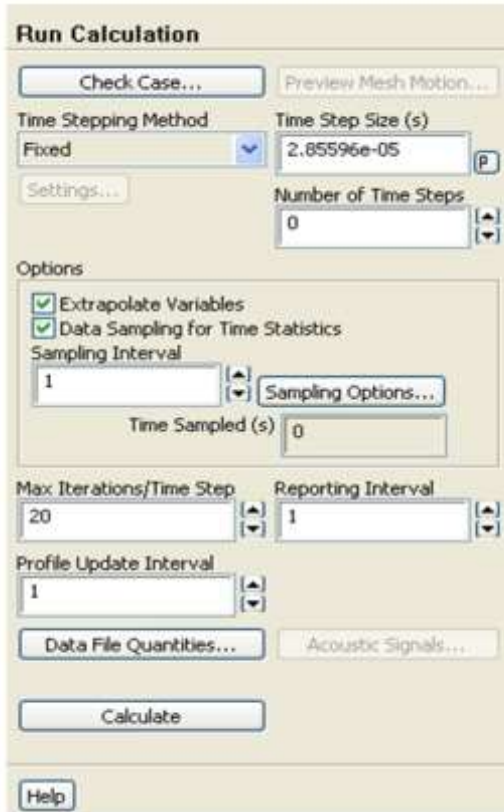 Run Calculation
Check Case... Preview Mesh Motion...
Time Stepping Method Time Step Size (s)
Fixed 2.85596e-05 P
Settings... Number of Time Steps
0
Options
Extrapolate Variables
Data Sampling for Time Statistics
Sampling Interval
1 Sampling Options...
Time Sampled (s) 0
Max Iterations/Time Step Reporting Interval
20 1
Profile Update Interval
1
Data File Quantities... Acoustic Signals...
Calculate
Help